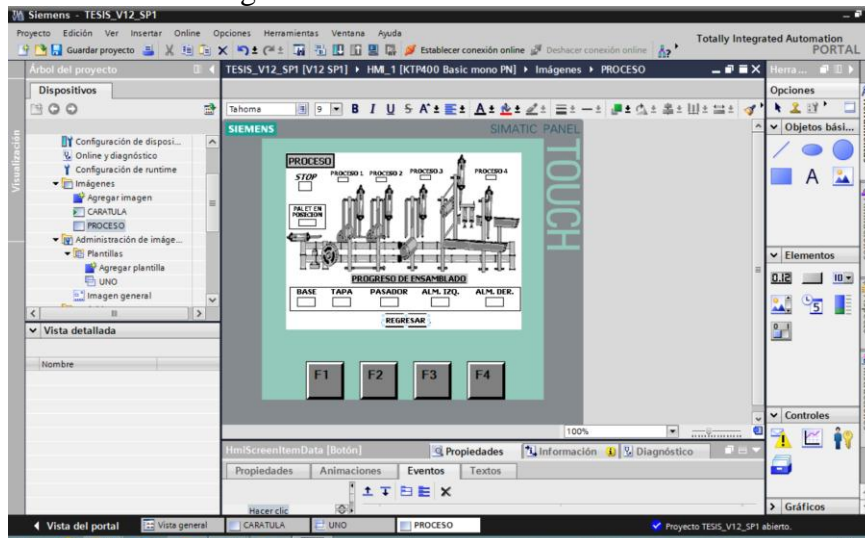 Siemens - TESIS_V12_SP1
Proyecto Edición Ver Insertar Online Opciones Herramientas Ventana Ayuda
Guardar proyecto Establecer conexión online Deshacer conexión online
Totally Integrated Automation
PORTAL
Árbol del proyecto
TESIS_V12_SP1 [V12 SP1] HMI_1 [KTP400 Basic mono PN] Imágenes PROCESO
Herra...
Dispositivos
Opciones
Visualización
Tahoma 9 B I U S A
Configuración de disposi...
Online y diagnóstico
Configuración de runtime
Imágenes
Agregar imagen
CARATULA
PROCESO
Administración de imáge...
Plantillas
Agregar plantilla
UNO
Imagen general
Vista detallada
Nombre
SIEMENS
SIMATIC PANEL
TOUCH
PROCESO
STOP PROCESO 1 PROCESO 2 PROCESO 3 PROCESO 4
PALET EN
POSICION
PROGRESO DE ENSAMBLADO
BASE TAPA PASADOR ALM. IZQ. ALM. DER.
REGRESAR
F1 F2 F3 F4
100%
Objetos bási...
A
Elementos
0.12 10
5
Controles
Gráficos
HmiScreenItemData [Botón]
Propiedades Información Diagnóstico
Propiedades Animaciones Eventos Textos
Hacer clic
Vista del portal Vista general CARATULA UNO PROCESO
Proyecto TESIS_V12_SP1 abierto.